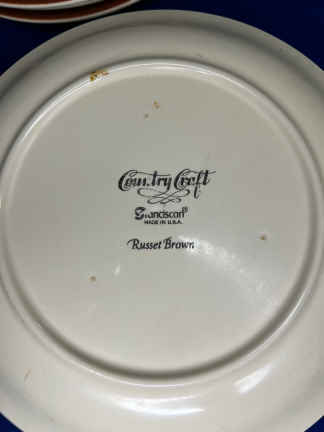 Country Craft
Franciscan®
MADE IN U.S.A.
Russet Brown